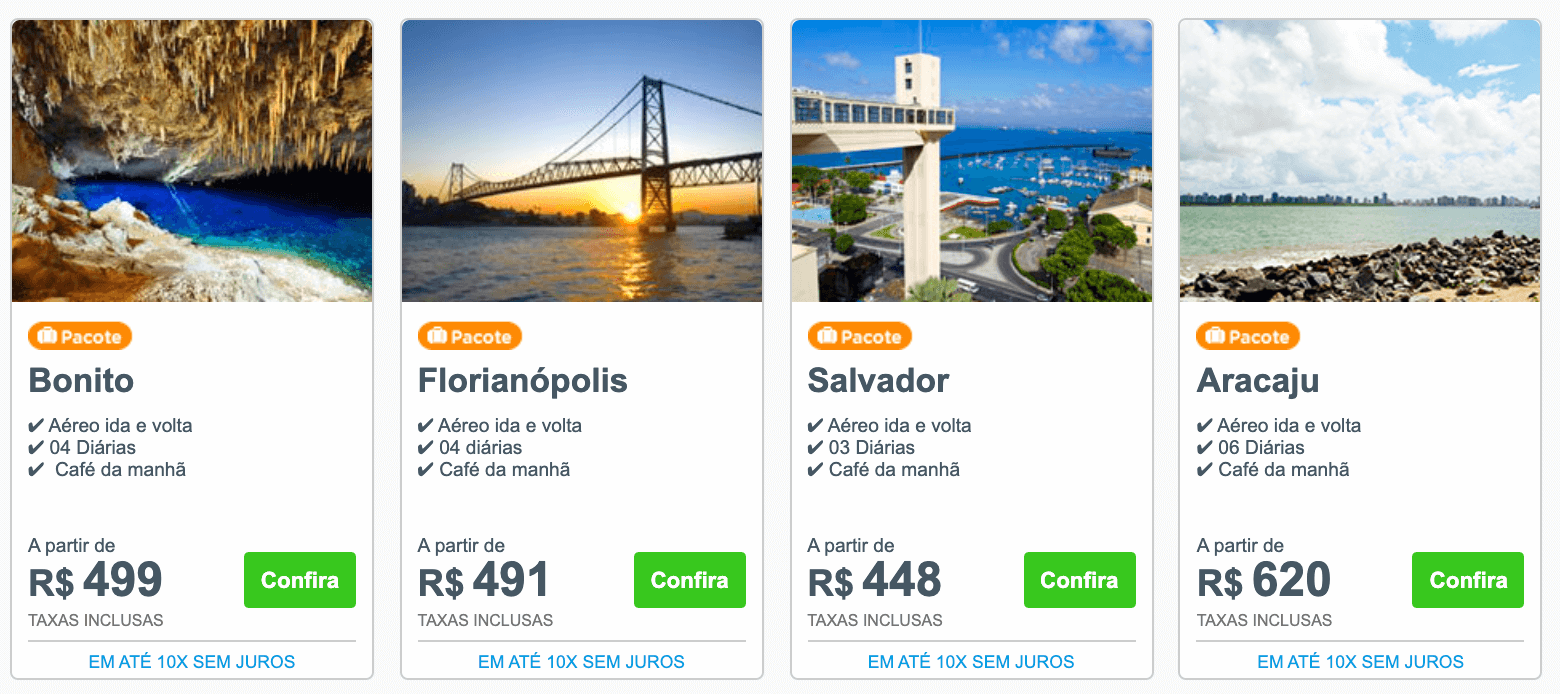 Pacote
Bonito
✔ Aéreo ida e volta
✔ 04 Diárias
✔ Café da manhã
A partir de
R$ 499
Confira
TAXAS INCLUSAS
EM ATÉ 10X SEM JUROS
Pacote
Florianópolis
✔ Aéreo ida e volta
✔ 04 diárias
✔ Café da manhã
A partir de
R$ 491
Confira
TAXAS INCLUSAS
EM ATÉ 10X SEM JUROS
Pacote
Salvador
✔ Aéreo ida e volta
✔ 03 Diárias
✔ Café da manhã
A partir de
R$ 448
Confira
TAXAS INCLUSAS
EM ATÉ 10X SEM JUROS
Pacote
Aracaju
✔ Aéreo ida e volta
✔ 06 Diárias
✔ Café da manhã
A partir de
R$ 620
Confira
TAXAS INCLUSAS
EM ATÉ 10X SEM JUROS